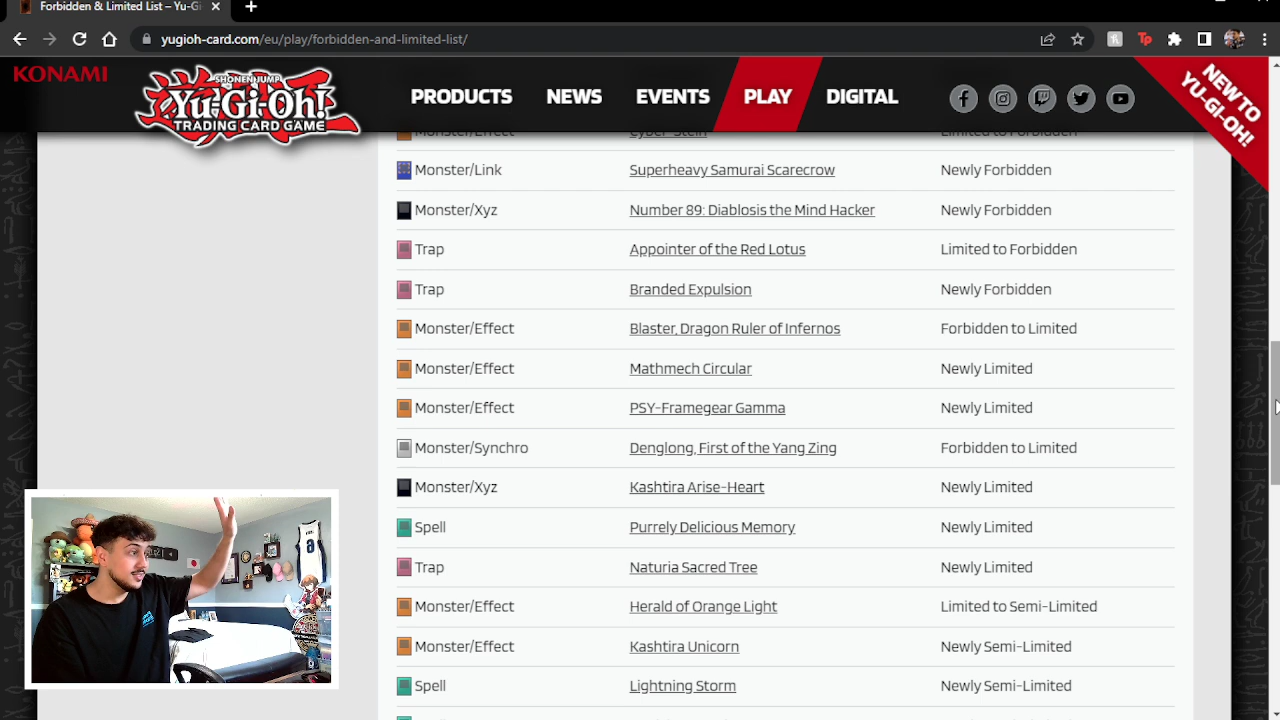 Forbidden & Limited List – Yu-Gi
yugioh-card.com/eu/play/forbidden-and-limited-list/
KONAMI
SHONEN JUMP
Yu-Gi-Oh!
TRADING CARD GAME
PRODUCTS NEWS EVENTS PLAY DIGITAL
NEW TO
YU-GI-OH!
Monster/Effect Cyber-Stein Limited to Forbidden
Monster/Link Superheavy Samurai Scarecrow Newly Forbidden
Monster/Xyz Number 89: Diablosis the Mind Hacker Newly Forbidden
Trap Appointer of the Red Lotus Limited to Forbidden
Trap Branded Expulsion Newly Forbidden
Monster/Effect Blaster, Dragon Ruler of Infernos Forbidden to Limited
Monster/Effect Mathmech Circular Newly Limited
Monster/Effect PSY-Framegear Gamma Newly Limited
Monster/Synchro Denglong, First of the Yang Zing Forbidden to Limited
Monster/Xyz Kashtira Arise-Heart Newly Limited
Spell Purrely Delicious Memory Newly Limited
Trap Naturia Sacred Tree Newly Limited
Monster/Effect Herald of Orange Light Limited to Semi-Limited
Monster/Effect Kashtira Unicorn Newly Semi-Limited
Spell Lightning Storm Newly Semi-Limited